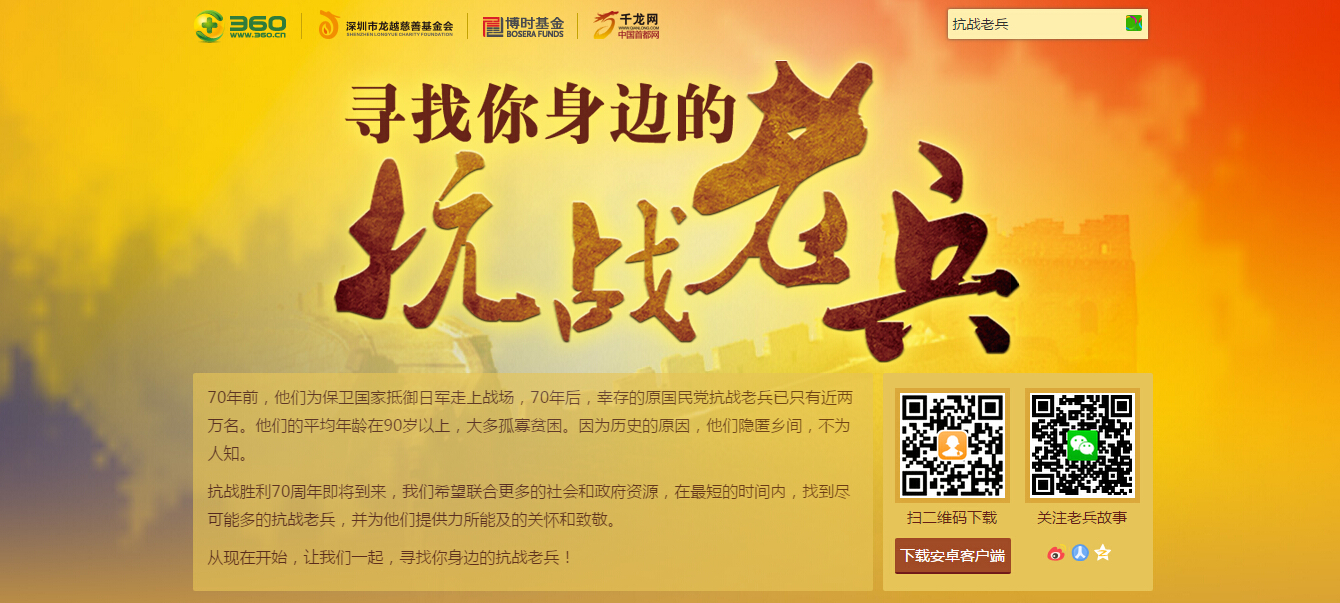 360
www.360.cn
深圳市龙越慈善基金会
SHENZHEN LONGYUE CHARITY FOUNDATION
博时基金
BOSERA FUNDS
千龙网
WWW.QIANLONG.COM
中国首都网
抗战老兵
寻找你身边的
抗战老兵
70年前，他们为保卫国家抵御日军走上战场，70年后，幸存的原国民党抗战老兵已只有近两
万名。他们的平均年龄在90岁以上，大多孤寡贫困。因为历史的原因，他们隐匿乡间，不为
人知。
抗战胜利70周年即将到来，我们希望联合更多的社会和政府资源，在最短的时间内，找到尽
可能多的抗战老兵，并为他们提供力所能及的关怀和致敬。
从现在开始，让我们一起，寻找你身边的抗战老兵！
扫二维码下载
关注老兵故事
下载安卓客户端